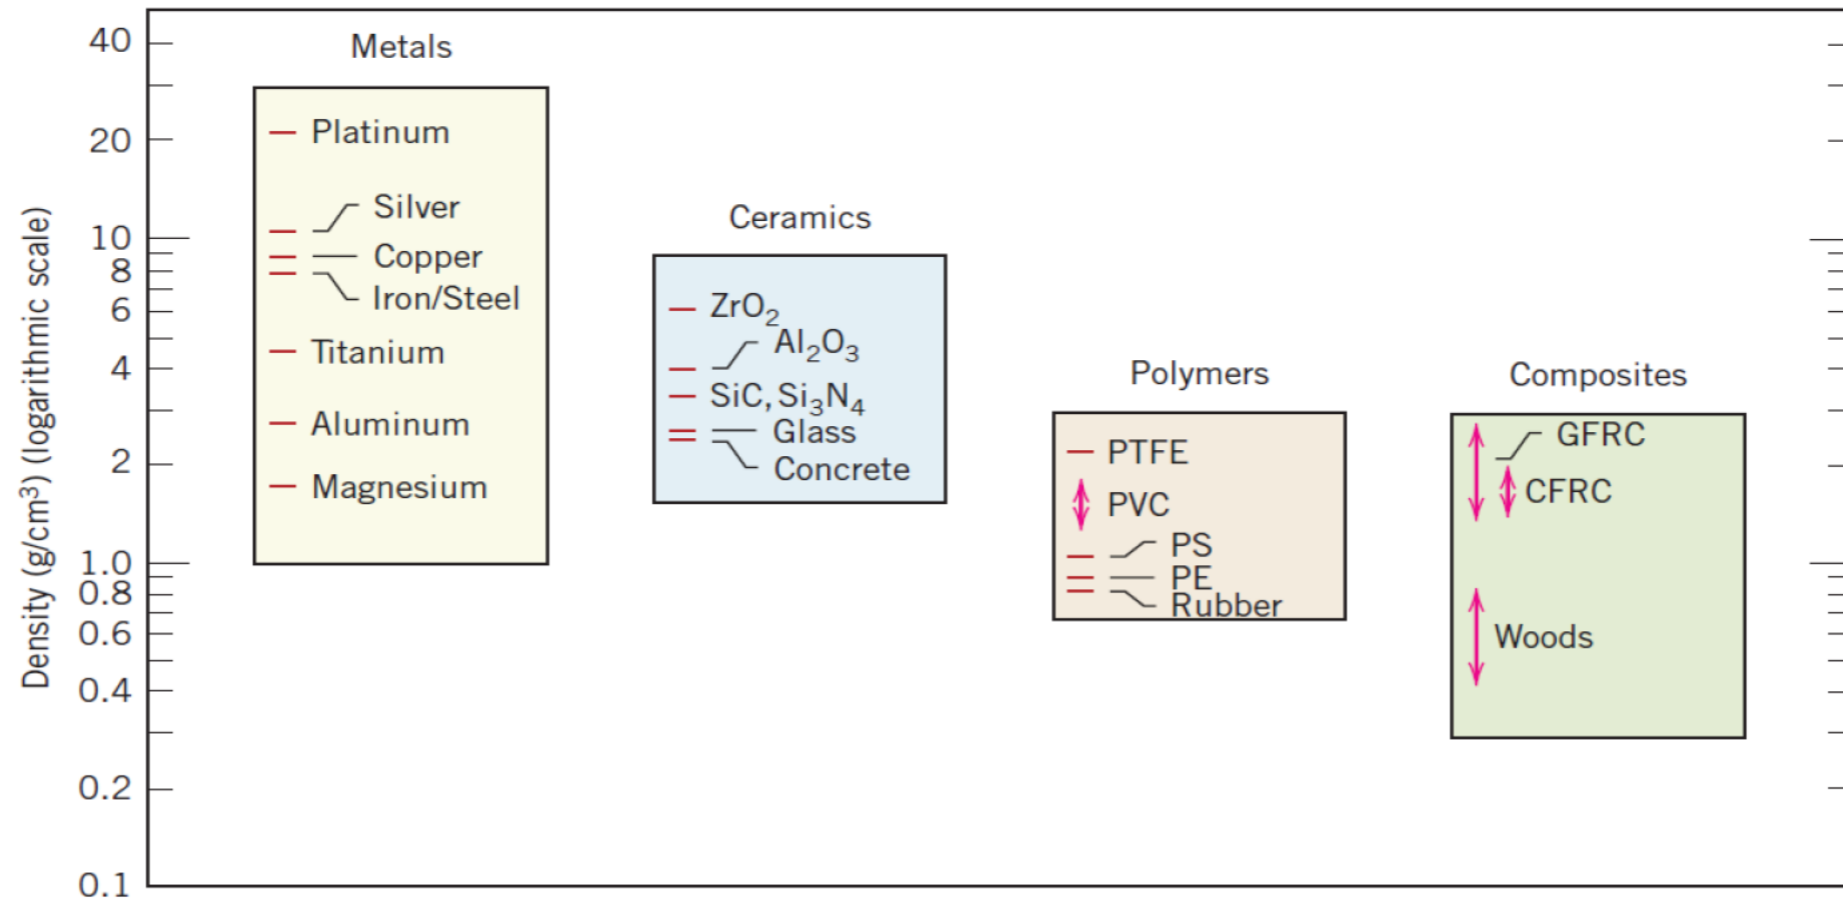 Density (g/cm³) (logarithmic scale)
40
20
10
8
6
4
2
1.0
0.8
0.6
0.4
0.2
0.1
Metals
Platinum
Silver
Copper
Iron/Steel
Titanium
Aluminum
Magnesium
Ceramics
ZrO₂
Al₂O₃
SiC, Si₃N₄
Glass
Concrete
Polymers
PTFE
PVC
PS
PE
Rubber
Composites
GFRC
CFRC
Woods